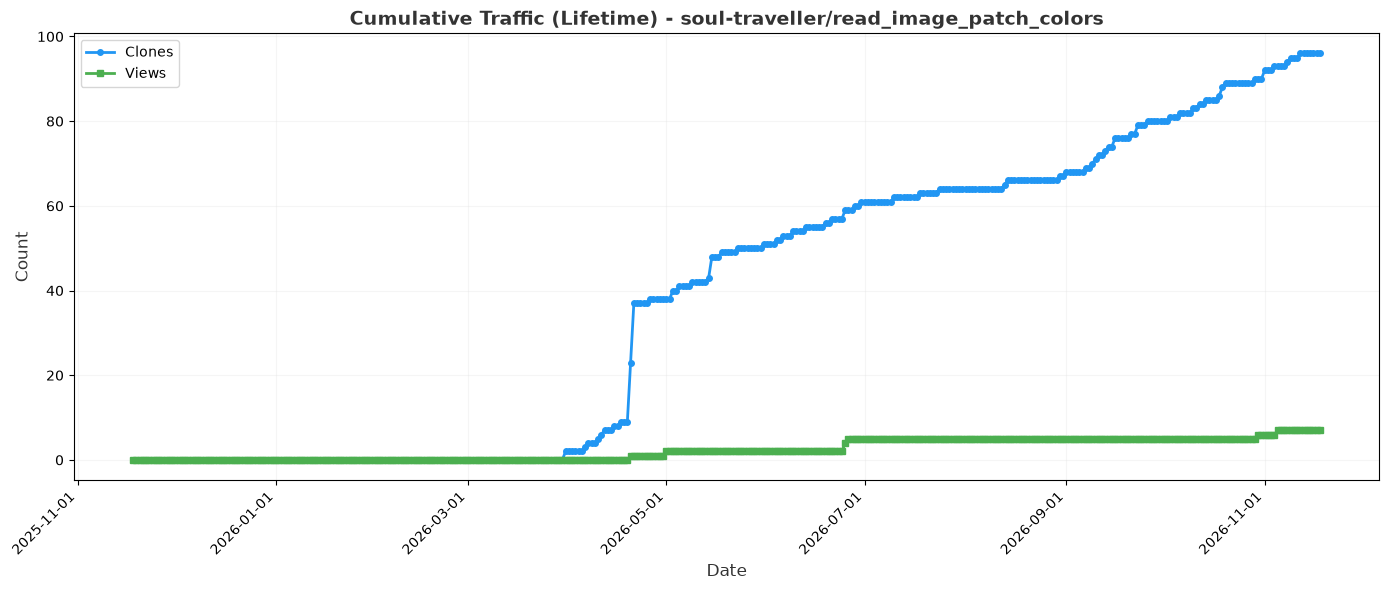 Cumulative Traffic (Lifetime) - soul-traveller/read_image_patch_colors
Clones
Views
100
80
60
40
20
0
Count
2025-11-01
2026-01-01
2026-03-01
2026-05-01
2026-07-01
2026-09-01
2026-11-01
Date